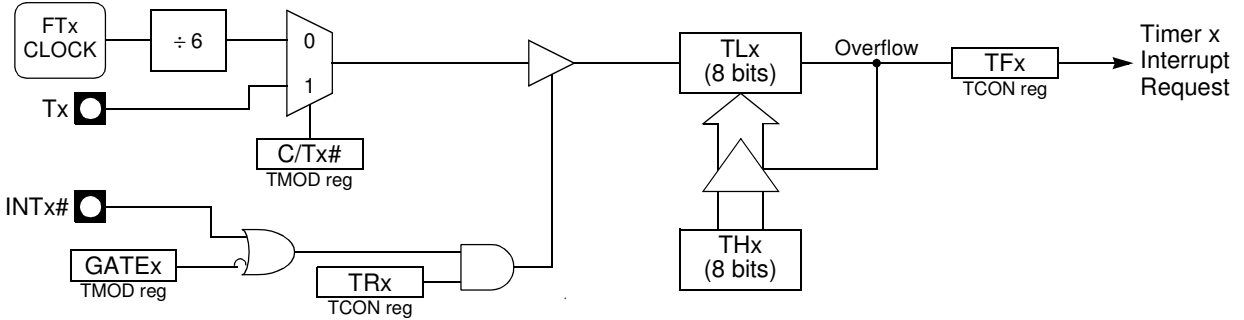 FTx
CLOCK
÷ 6
0
1
Tx
C/Tx#
TMOD reg
INTx#
GATEx
TMOD reg
TRx
TCON reg
TLx
(8 bits)
THx
(8 bits)
Overflow
TFx
TCON reg
Timer x
Interrupt
Request